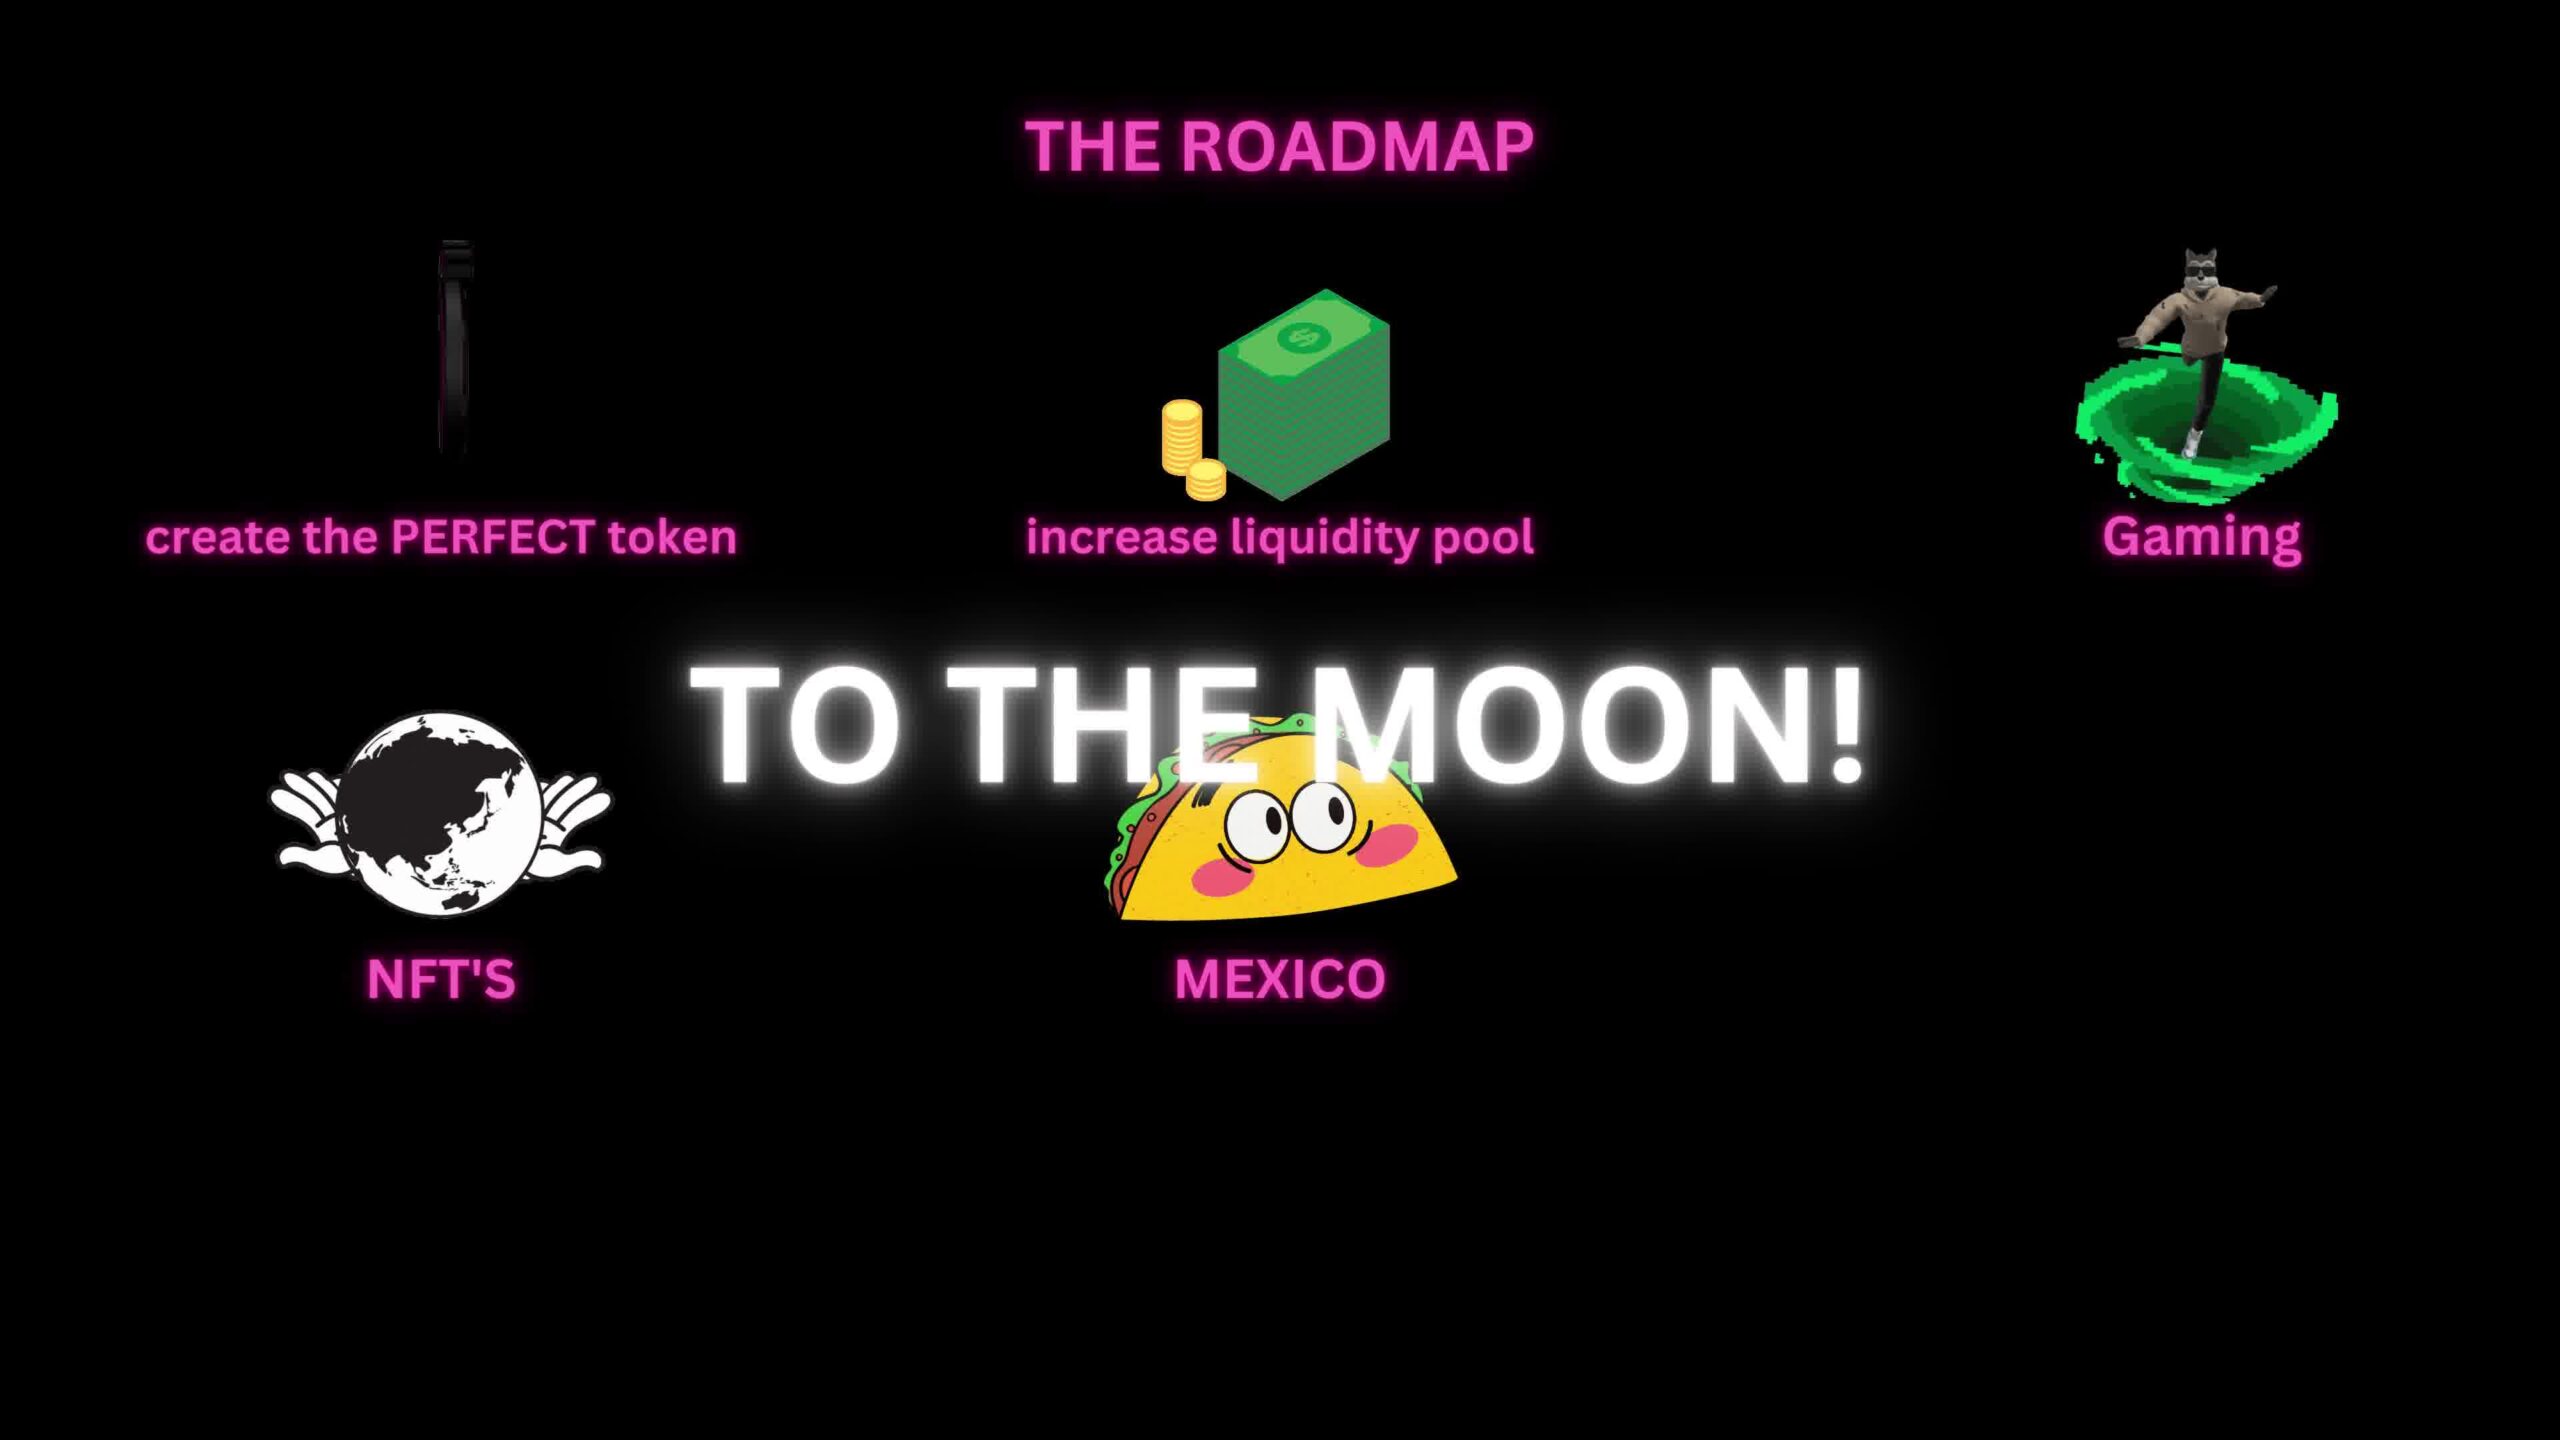 THE ROADMAP
create the PERFECT token
increase liquidity pool
Gaming
TO THE MOON!
NFT'S
MEXICO